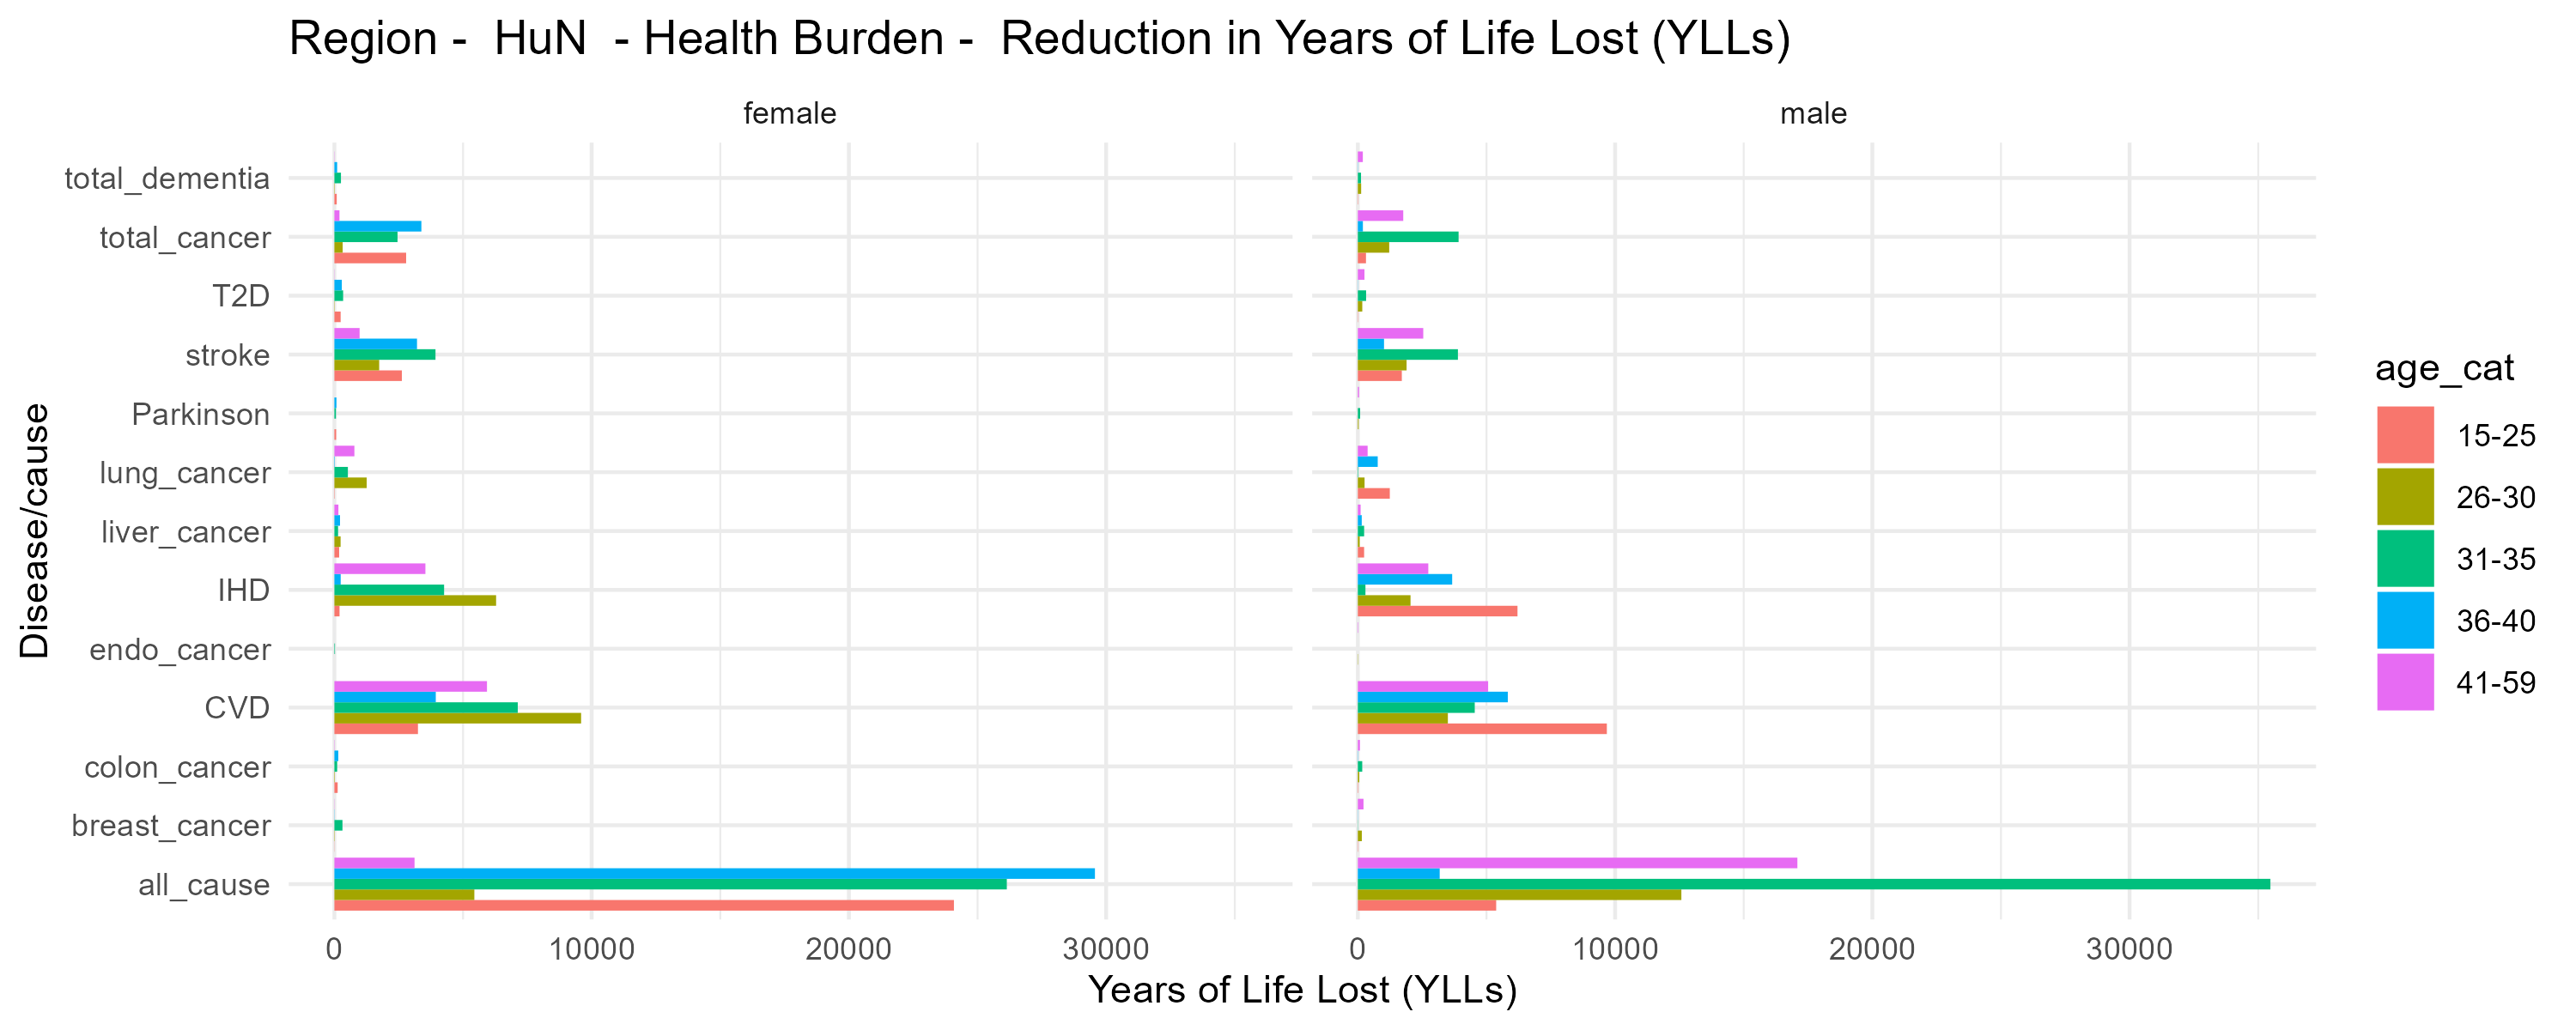 Region -  HuN  - Health Burden -  Reduction in Years of Life Lost (YLLs)
female
male
Disease/cause
total_dementia
total_cancer
T2D
stroke
Parkinson
lung_cancer
liver_cancer
IHD
endo_cancer
CVD
colon_cancer
breast_cancer
all_cause
0
10000
20000
30000
0
10000
20000
30000
Years of Life Lost (YLLs)
age_cat
15-25
26-30
31-35
36-40
41-59